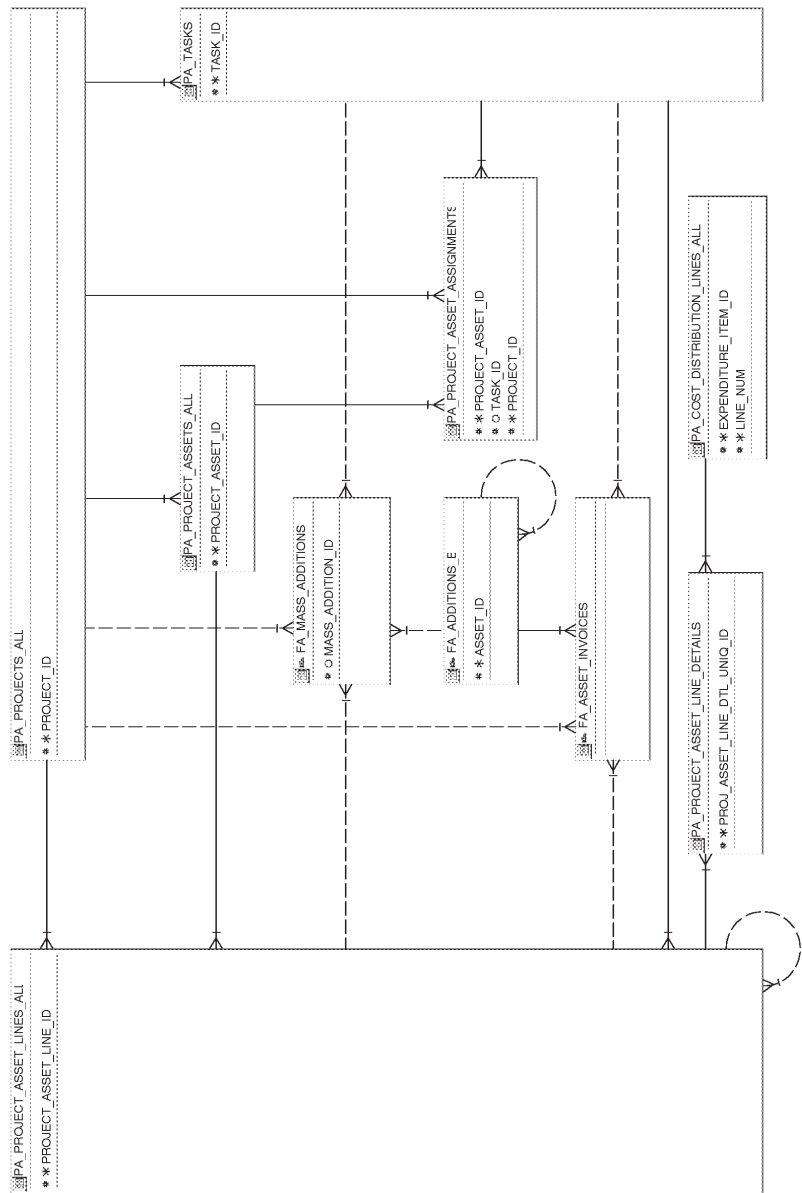 PA_PROJECT_ASSET_LINES_ALL
# * PROJECT_ASSET_LINE_ID
PA_PROJECTS_ALL
# * PROJECT_ID
PA_TASKS
# * TASK_ID
PA_PROJECT_ASSETS_ALL
# * PROJECT_ASSET_ID
FA_MASS_ADDITIONS
# O MASS_ADDITION_ID
FA_ADDITIONS_B
# * ASSET_ID
PA_PROJECT_ASSET_ASSIGNMENTS
# * PROJECT_ASSET_ID
# O TASK_ID
# * PROJECT_ID
FA_ASSET_INVOICES
PA_PROJECT_ASSET_LINE_DETAILS
# * PROJ_ASSET_LINE_DTL_UNIQ_ID
PA_COST_DISTRIBUTION_LINES_ALL
# * EXPENDITURE_ITEM_ID
# * LINE_NUM